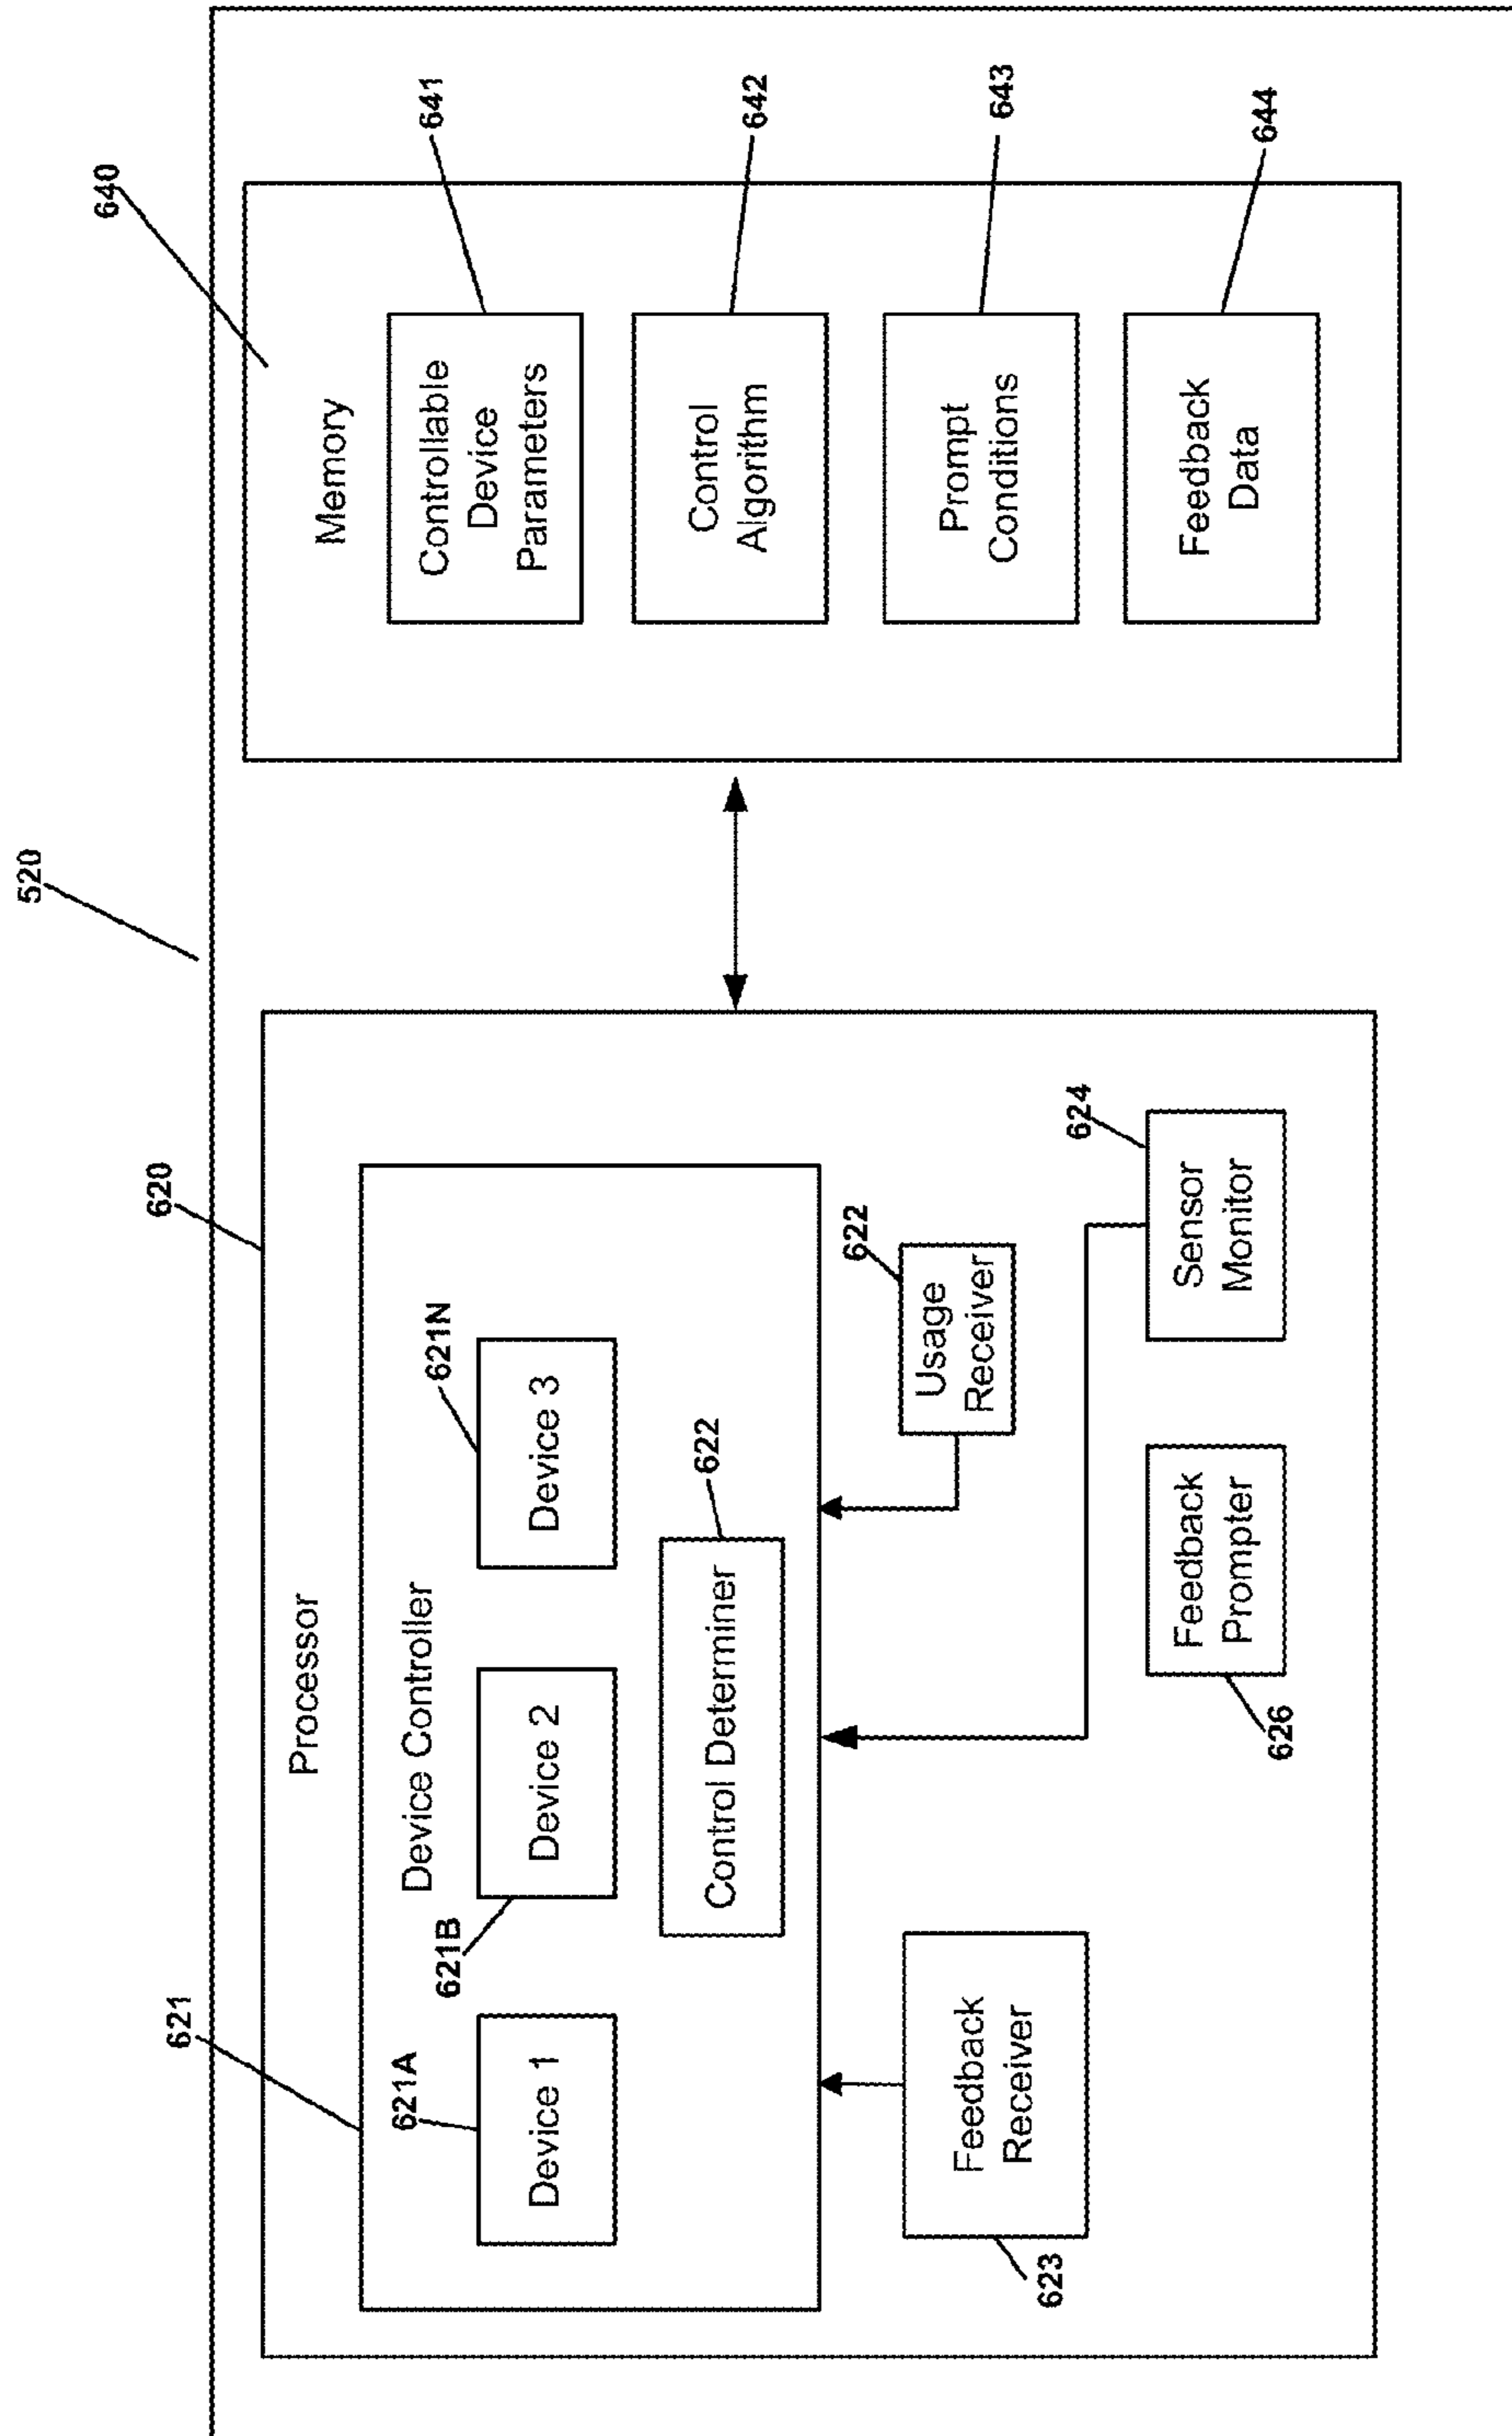 520
620
Processor
621
Device Controller
621A
Device 1
621B
Device 2
621N
Device 3
622
Control Determiner
623
Feedback
Receiver
622
Usage
Receiver
624
Sensor
Monitor
626
Feedback
Prompter
640
Memory
641
Controllable
Device
Parameters
642
Control
Algorithm
643
Prompt
Conditions
644
Feedback
Data